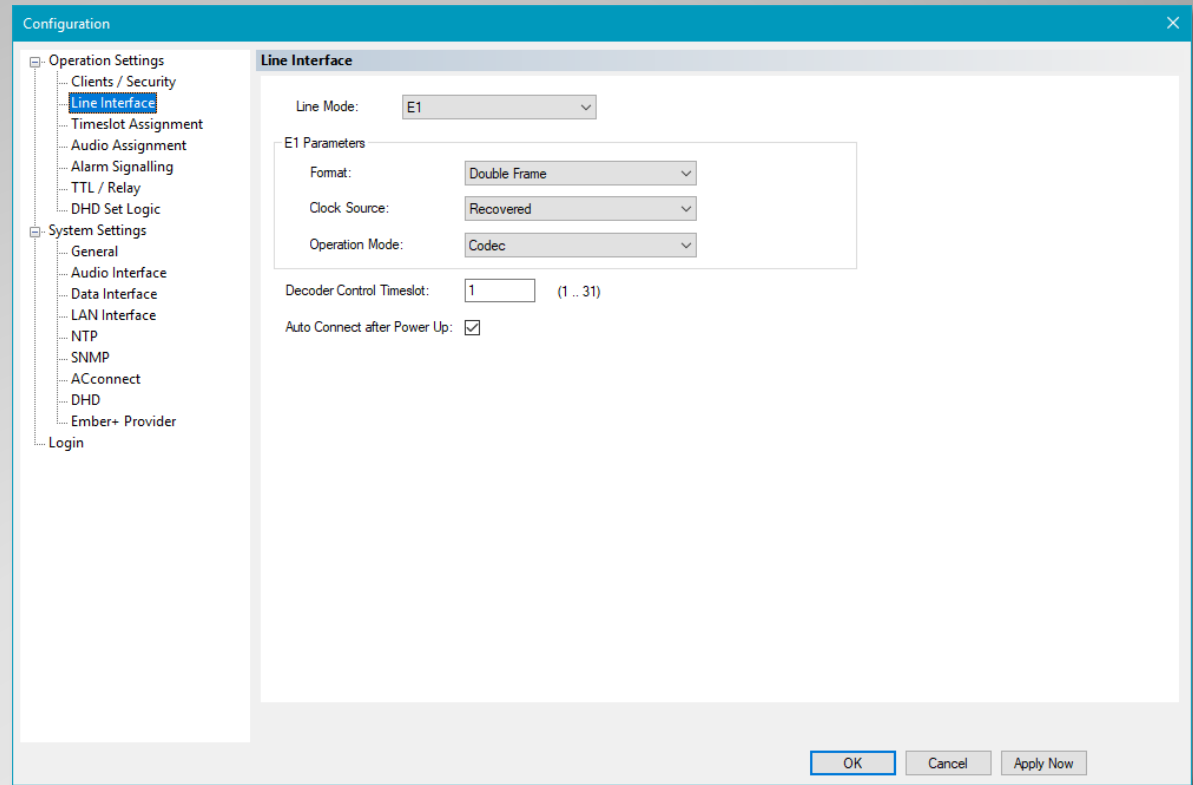 Configuration
Operation Settings
Clients / Security
Line Interface
Timeslot Assignment
Audio Assignment
Alarm Signalling
TTL / Relay
DHD Set Logic
System Settings
General
Audio Interface
Data Interface
LAN Interface
NTP
SNMP
ACconnect
DHD
Ember+ Provider
Login
Line Interface
Line Mode: E1
E1 Parameters
Format: Double Frame
Clock Source: Recovered
Operation Mode: Codec
Decoder Control Timeslot: 1 (1 .. 31)
Auto Connect after Power Up:
OK Cancel Apply Now